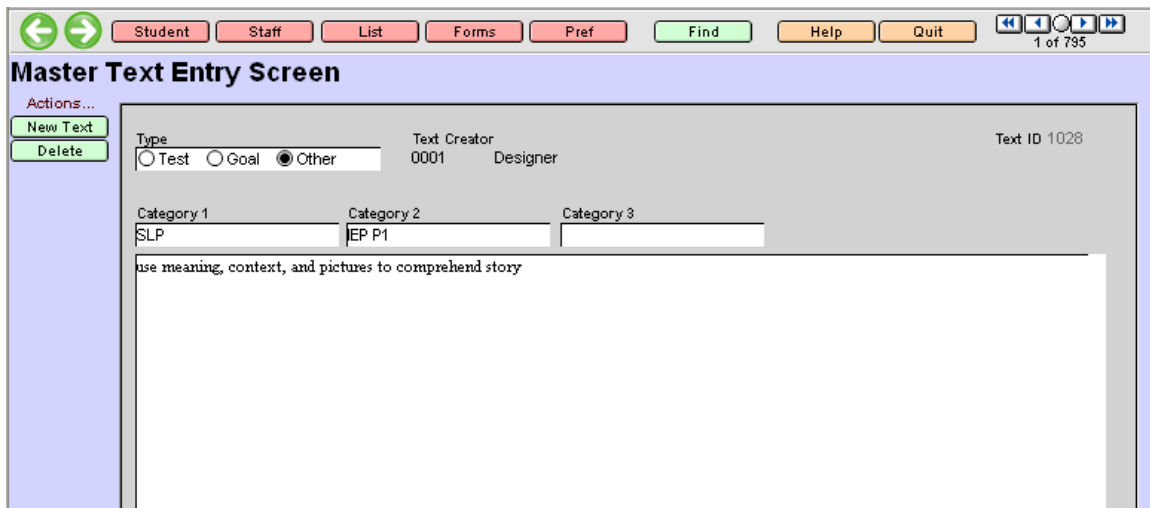 Student Staff List Forms Pref Find Help Quit
1 of 795
Master Text Entry Screen
Actions...
New Text
Delete
Type
Test Goal Other
Text Creator
0001 Designer
Text ID 1028
Category 1 Category 2 Category 3
SLP IEP P1
use meaning, context, and pictures to comprehend story